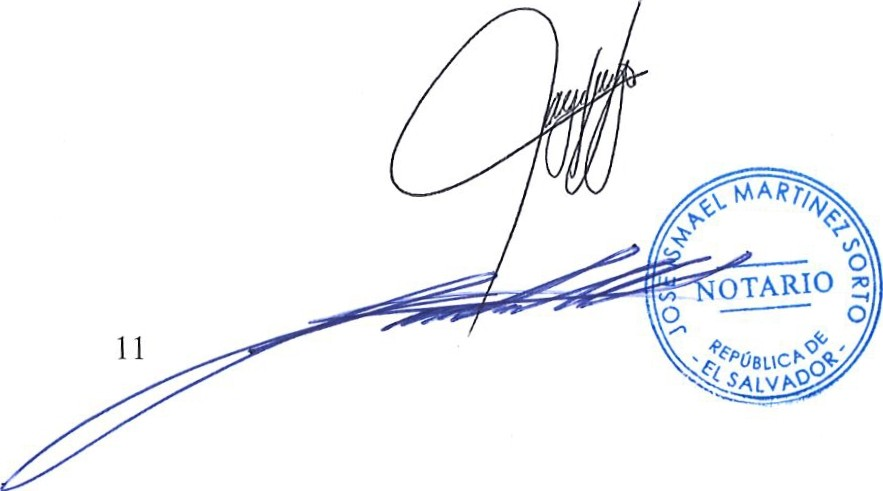 JOSE ISMAEL MARTINEZ SORTO
NOTARIO
REPÚBLICA DE
- EL SALVADOR -
11